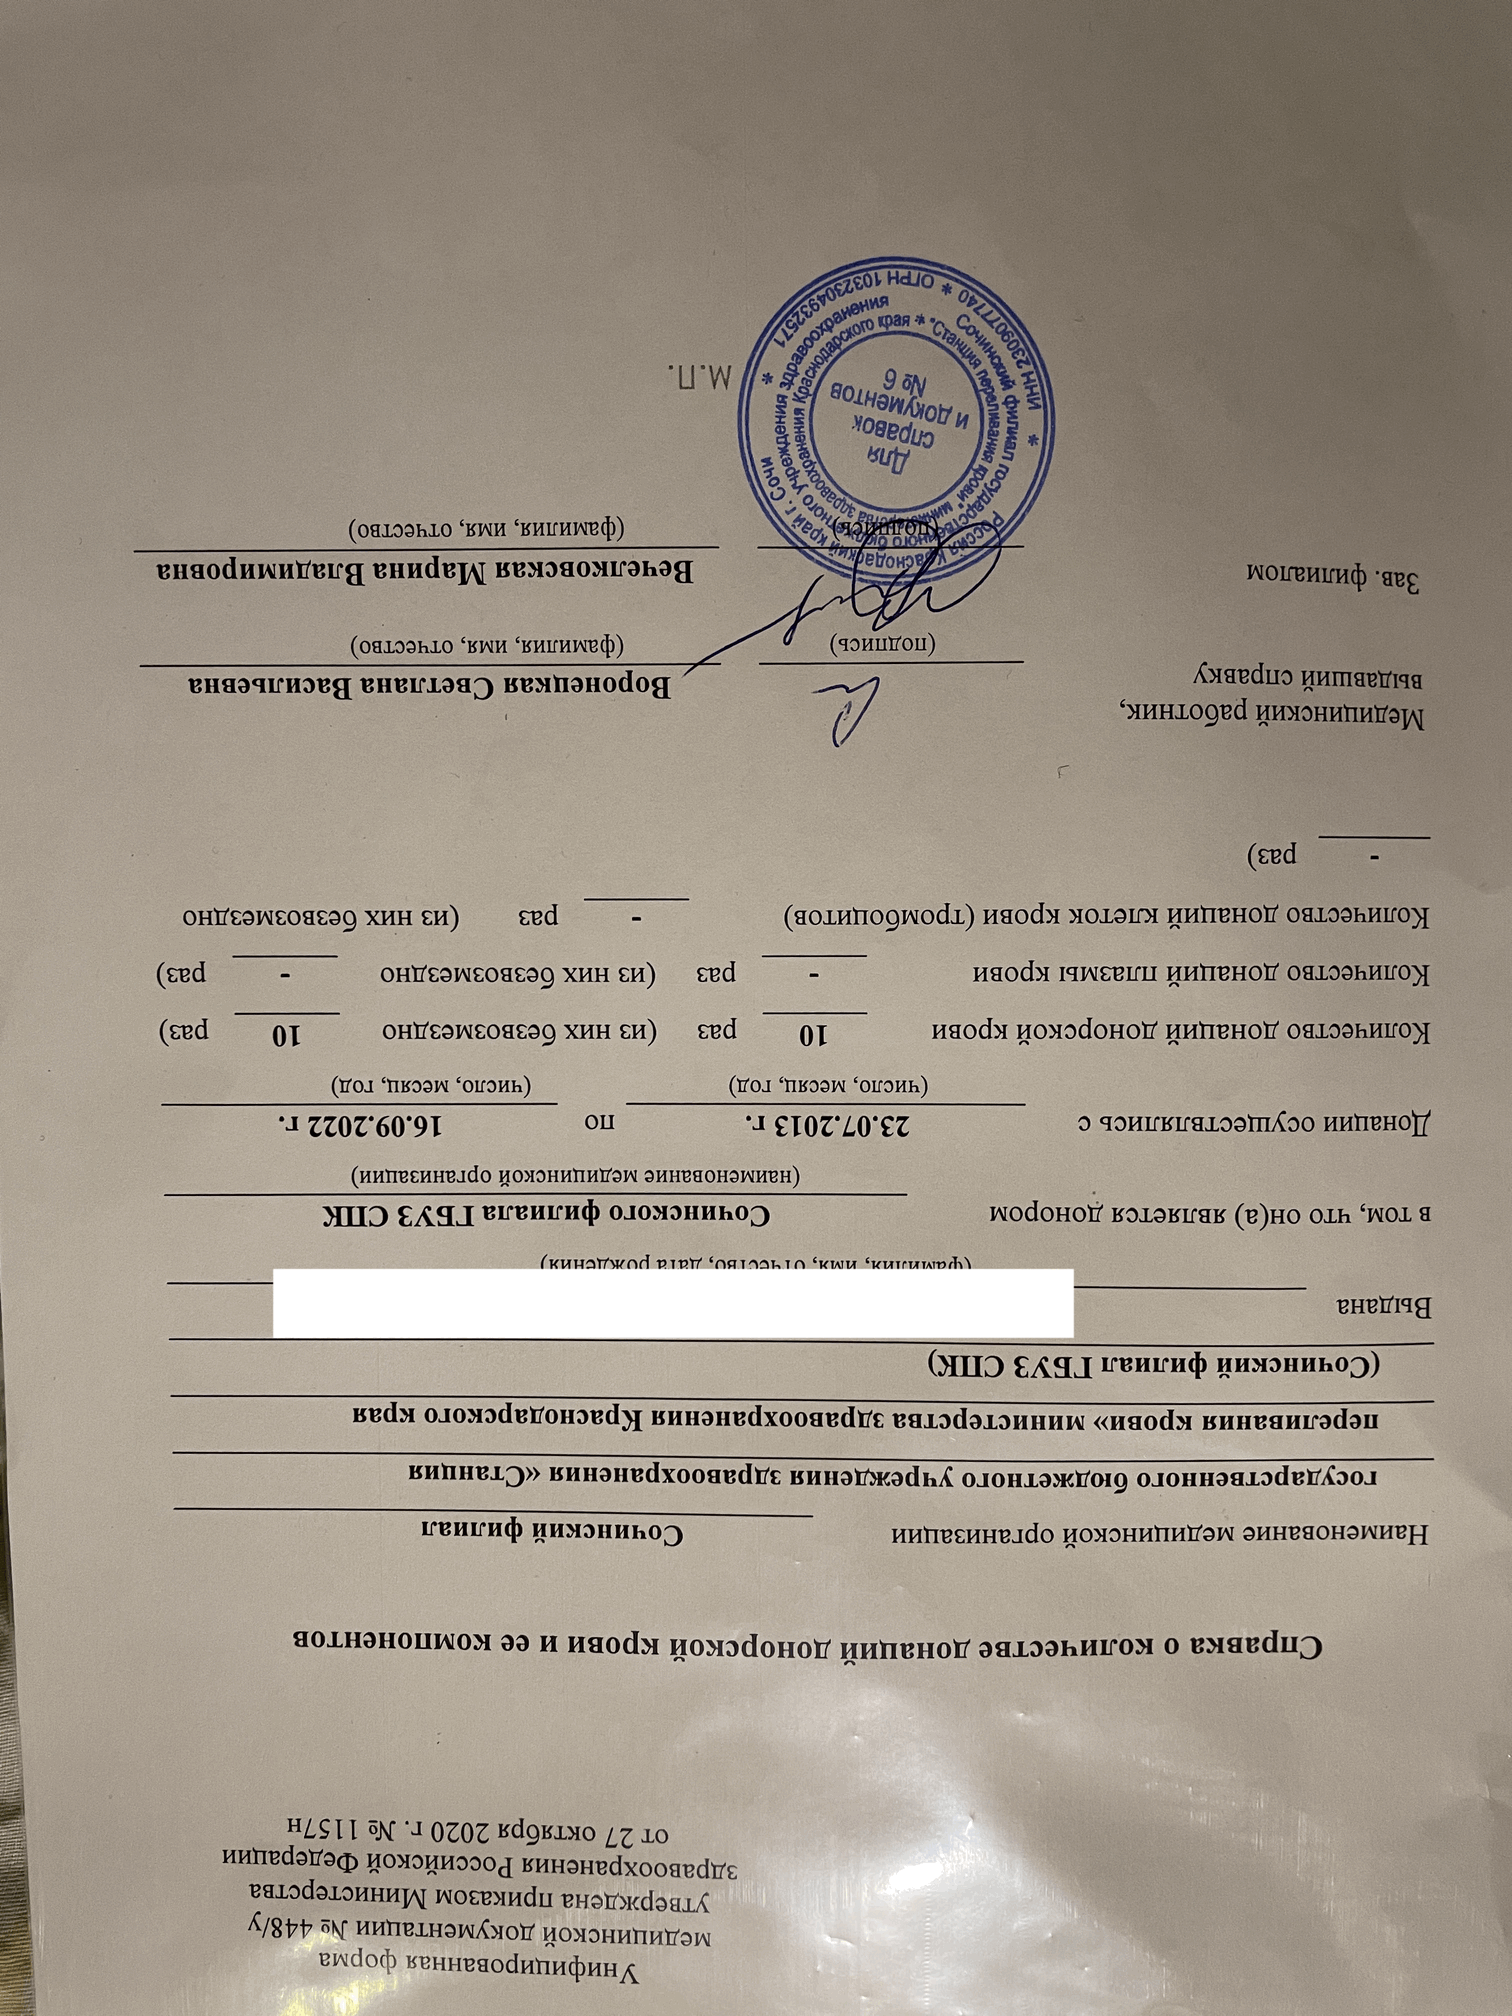 Унифицированная форма
медицинской документации № 448/у
утверждена приказом Министерства
здравоохранения Российской Федерации
от 27 октября 2020 г. № 1157н
Справка о количестве донаций донорской крови и ее компонентов
Наименование медицинской организации Сочинский филиал
государственного бюджетного учреждения здравоохранения «Станция
переливания крови» министерства здравоохранения Краснодарского края
(Сочинский филиал ГБУЗ СПК)
Выдана
(фамилия, имя, отчество, дата рождения)
в том, что он(а) является донором Сочинского филиала ГБУЗ СПК
(наименование медицинской организации)
Донации осуществлялись с 23.07.2013 г. по 16.09.2022 г.
(число, месяц, год) (число, месяц, год)
Количество донаций донорской крови 10 раз (из них безвозмездно 10 раз)
Количество донаций плазмы крови - раз (из них безвозмездно - раз)
Количество донаций клеток крови (тромбоцитов) - раз (из них безвозмездно
- раз)
Медицинский работник,
выдавший справку Воронецкая Светлана Васильевна
(подпись) (фамилия, имя, отчество)
Зав. филиалом Вечелковская Марина Владимировна
(подпись) (фамилия, имя, отчество)
М.П.
Россия Краснодарский край г. Сочи * ИНН 2309077740 * ОГРН 1032304932571 *
Сочинский филиал государственного бюджетного учреждения здравоохранения
"Станция переливания крови" министерства здравоохранения Краснодарского края *
Для
справок
и документов
№ 6